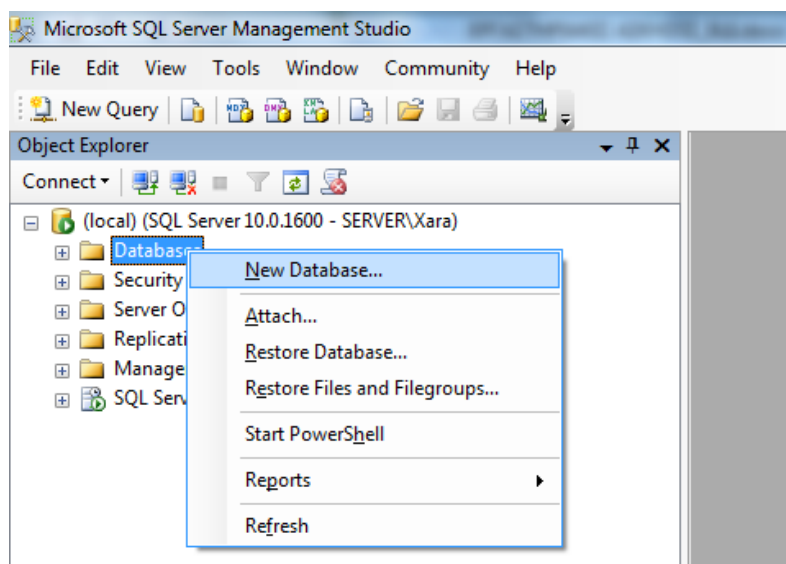 Microsoft SQL Server Management Studio
File Edit View Tools Window Community Help
New Query
Object Explorer
Connect
(local) (SQL Server 10.0.1600 - SERVER\Xara)
Databases
New Database...
Security
Attach...
Server O
Restore Database...
Replicati
Manage
Restore Files and Filegroups...
SQL Serv
Start PowerShell
Reports
Refresh